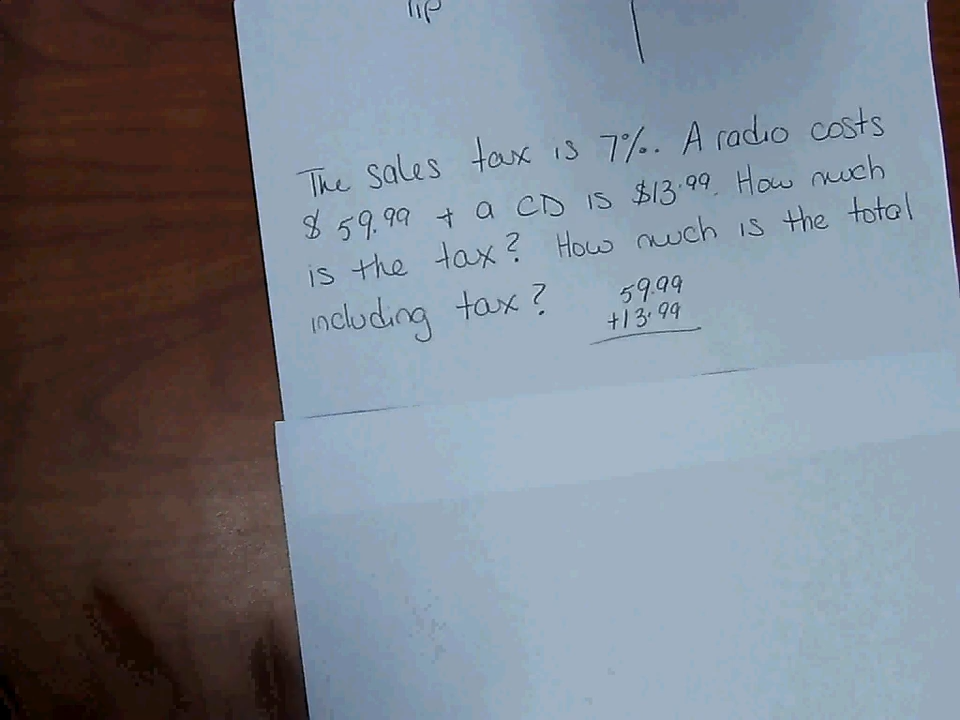 The sales tax is 7%. A radio costs
$59.99 + a CD is $13.99. How much
is the tax? How much is the total
including tax?
59.99
+13.99